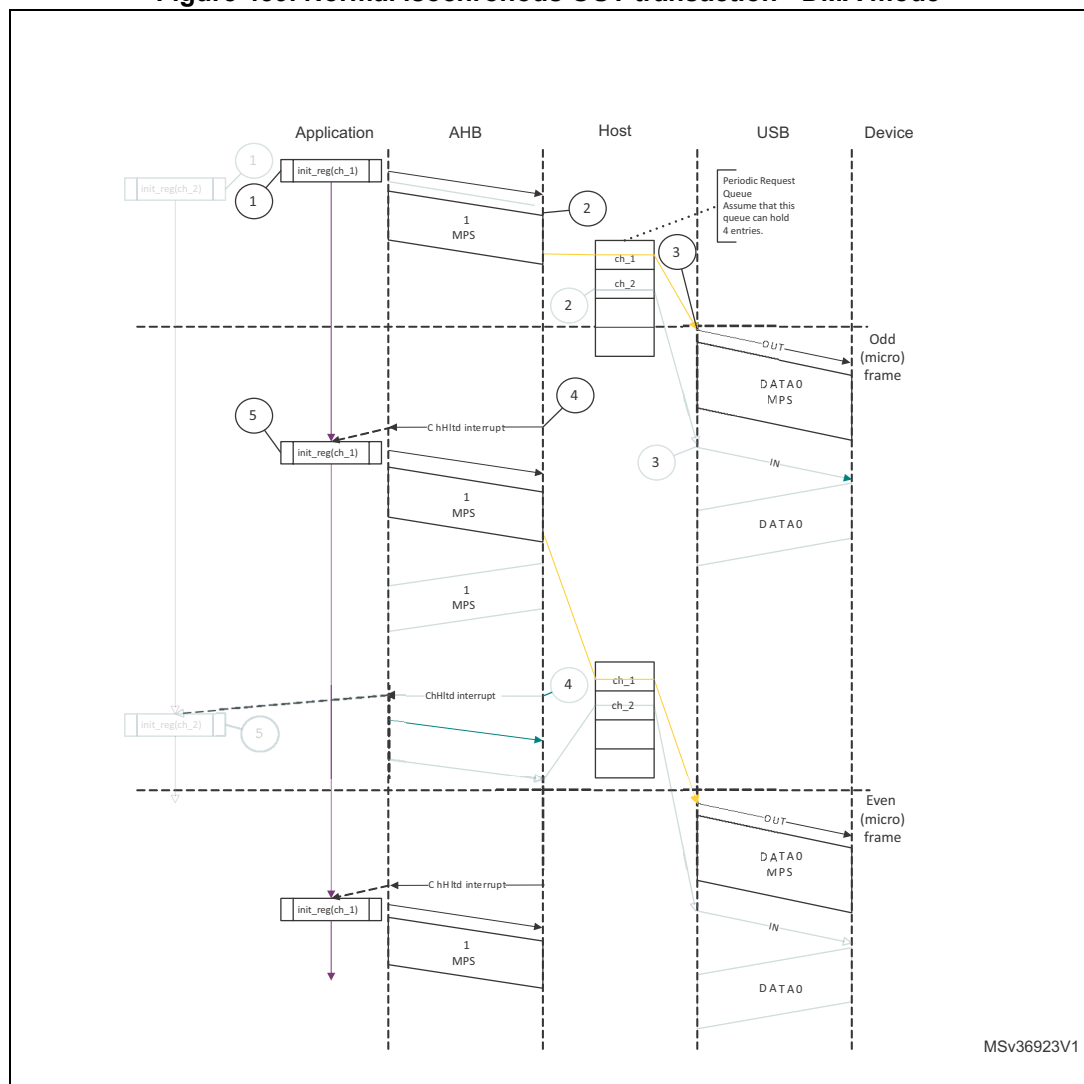 Normal isochronous OUT transaction - DMA mode
Application AHB Host USB Device
1
init_reg(ch_2)
init_reg(ch_1)
1
1
MPS
2
Periodic Request
Queue
Assume that this
queue can hold
4 entries.
3
ch_1
ch_2
2
Odd
(micro)
frame
OUT
DATA0
MPS
5
4
ChHltd interrupt
init_reg(ch_1)
3
IN
1
MPS
DATA0
1
MPS
ch_1
ch_2
ChHltd interrupt
4
init_reg(ch_2)
5
Even
(micro)
frame
OUT
DATA0
MPS
ChHltd interrupt
init_reg(ch_1)
IN
1
MPS
DATA0
MSv36923V1